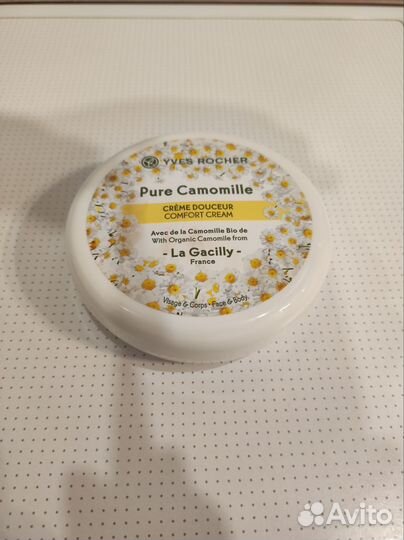 YVES ROCHER
Pure Camomille
CRÈME DOUCEUR
COMFORT CREAM
Avec de la Camomille Bio de
With Organic Camomile from
- La Gacilly -
France
Visage & Corps • Face & Body
Avito